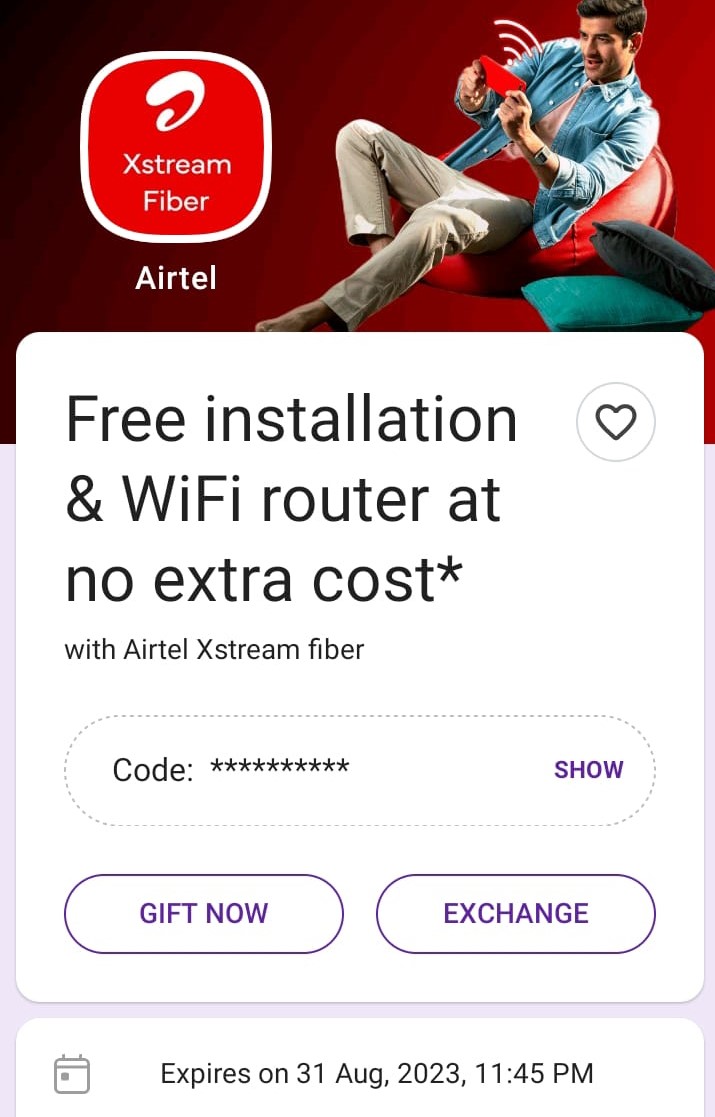 Xstream
Fiber
Airtel
Free installation
& WiFi router at
no extra cost*
with Airtel Xstream fiber
Code: **********
SHOW
GIFT NOW
EXCHANGE
Expires on 31 Aug, 2023, 11:45 PM